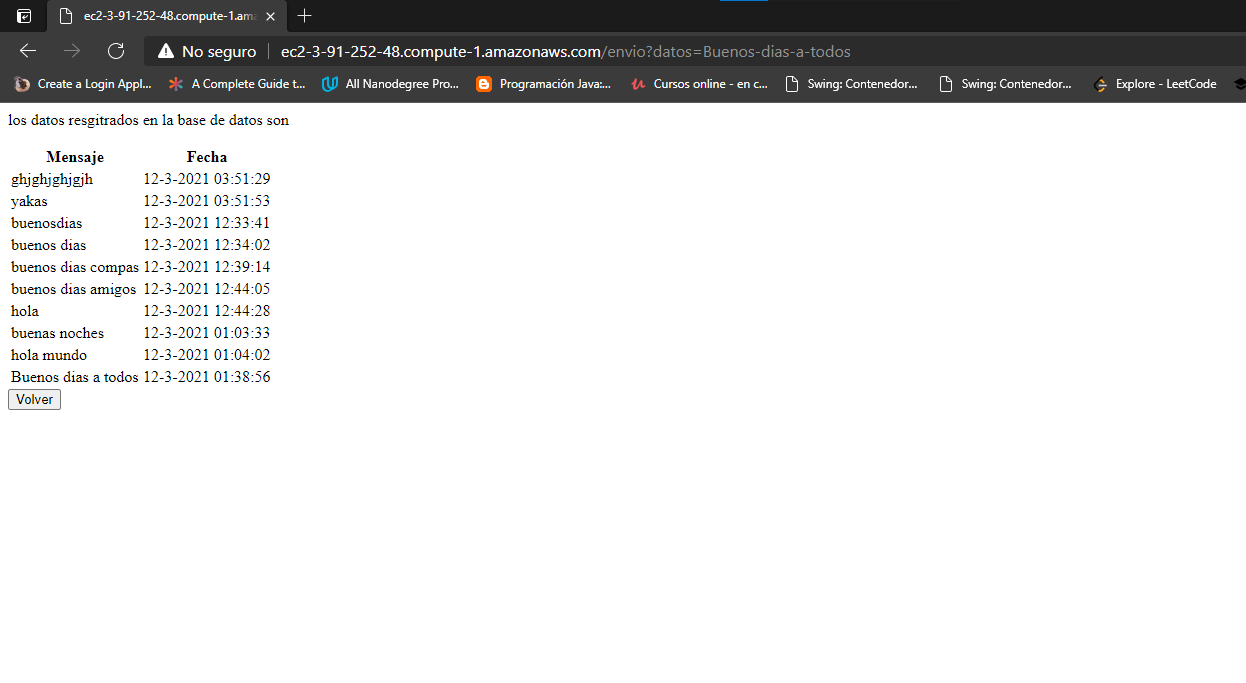 ec2-3-91-252-48.compute-1.ama
No seguro ec2-3-91-252-48.compute-1.amazonaws.com/envio?datos=Buenos-dias-a-todos
Create a Login Appl... A Complete Guide t... All Nanodegree Pro... Programación Java:... Cursos online - en c... Swing: Contenedor... Swing: Contenedor... Explore - LeetCode
los datos resgitrados en la base de datos son
Mensaje Fecha
ghjghjghjgjh 12-3-2021 03:51:29
yakas 12-3-2021 03:51:53
buenosdias 12-3-2021 12:33:41
buenos dias 12-3-2021 12:34:02
buenos dias compas 12-3-2021 12:39:14
buenos dias amigos 12-3-2021 12:44:05
hola 12-3-2021 12:44:28
buenas noches 12-3-2021 01:03:33
hola mundo 12-3-2021 01:04:02
Buenos dias a todos 12-3-2021 01:38:56
Volver